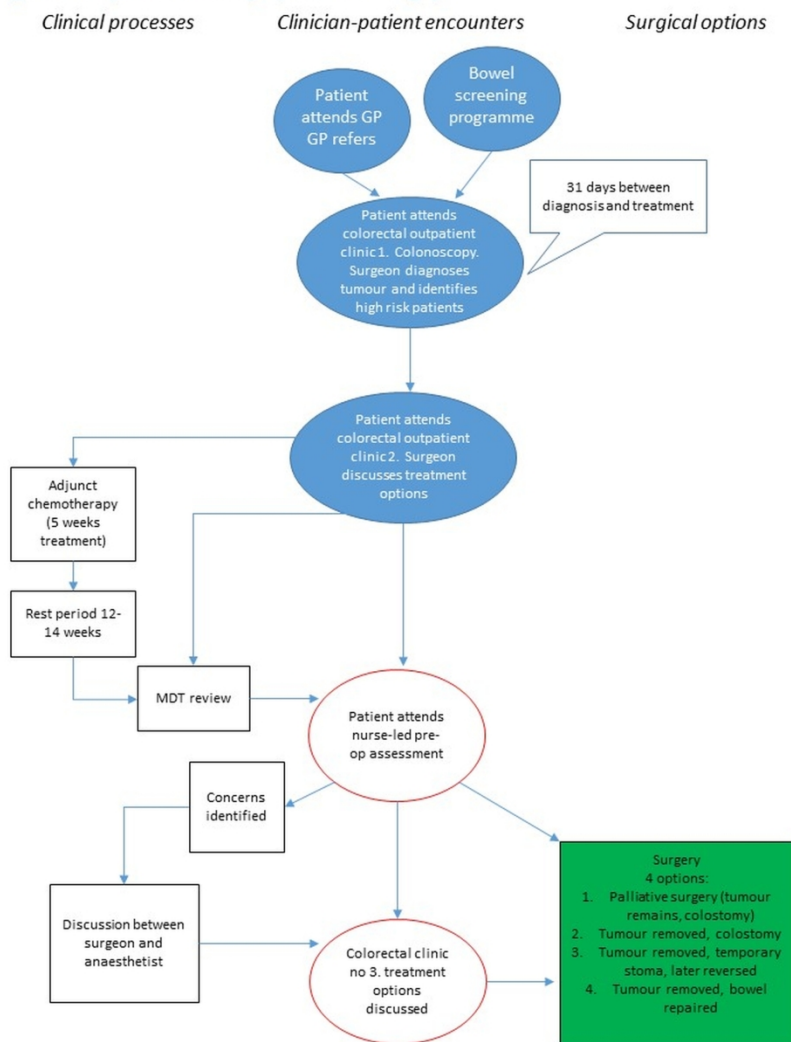 Clinical processes
Clinician-patient encounters
Surgical options
Patient
attends GP
GP refers
Bowel
screening
programme
31 days between
diagnosis and treatment
Patient attends
colorectal outpatient
clinic 1. Colonoscopy.
Surgeon diagnoses
tumour and identifies
high risk patients
Patient attends
colorectal outpatient
clinic 2. Surgeon
discusses treatment
options
Adjunct
chemotherapy
(5 weeks
treatment)
Rest period 12-
14 weeks
MDT review
Patient attends
nurse-led pre-
op assessment
Concerns
identified
Discussion between
surgeon and
anaesthetist
Colorectal clinic
no 3. treatment
options
discussed
Surgery
4 options:
1. Palliative surgery (tumour
remains, colostomy)
2. Tumour removed, colostomy
3. Tumour removed, temporary
stoma, later reversed
4. Tumour removed, bowel
repaired